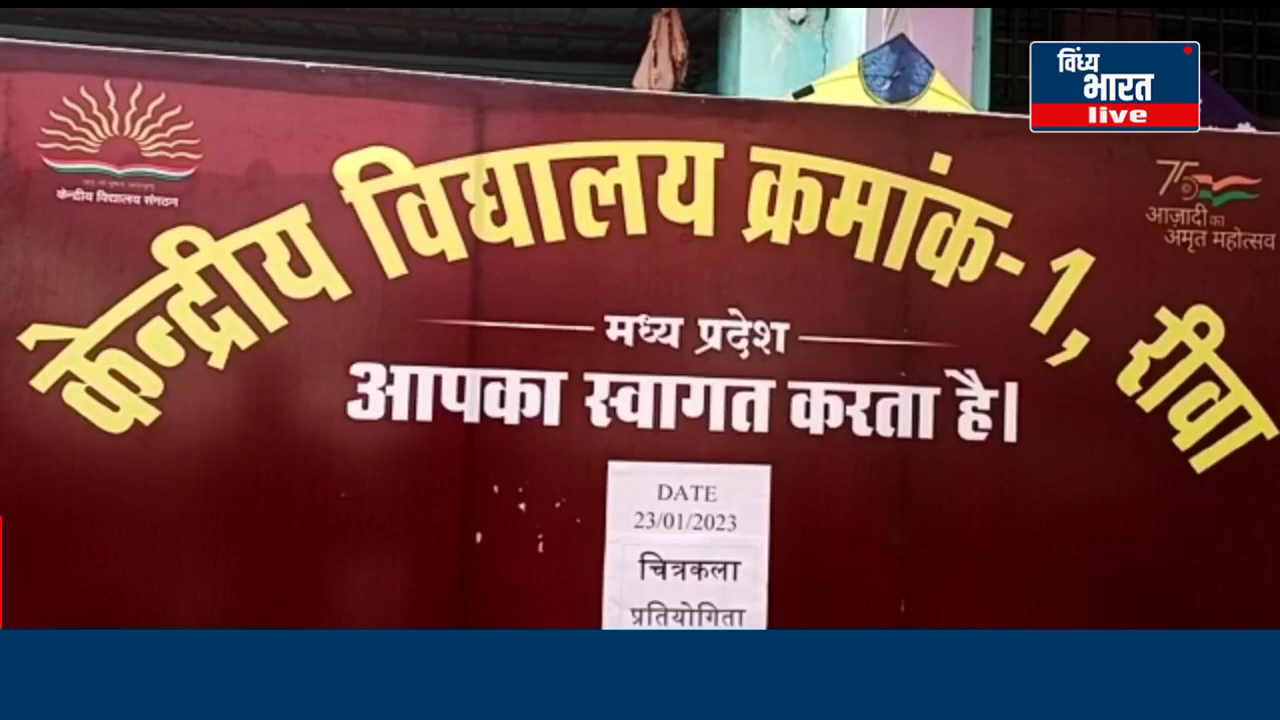 विंध्य
भारत
live
75
आज़ादी का
अमृत महोत्सव
केन्द्रीय विद्यालय संगठन
केन्द्रीय विद्यालय क्रमांक-1, रीवा
मध्य प्रदेश
आपका स्वागत करता है।
DATE
23/01/2023
चित्रकला
प्रतियोगिता